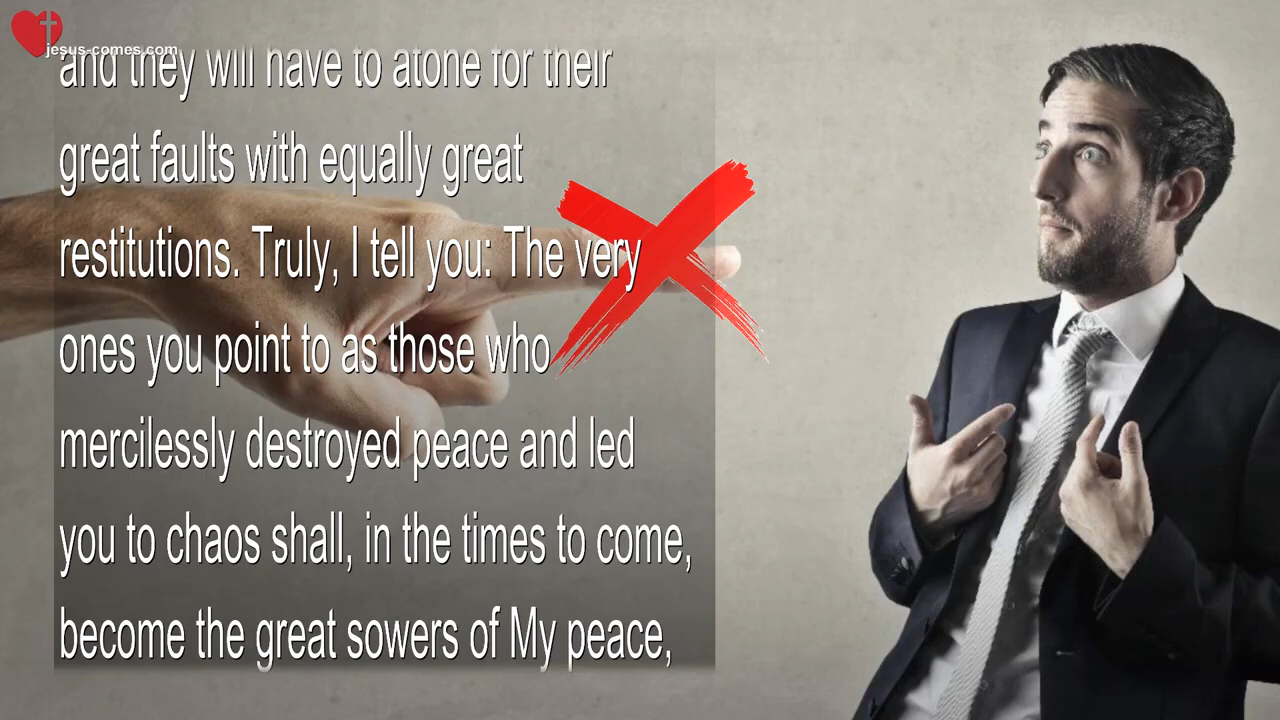 jesus-comes.com
and they will have to atone for their
great faults with equally great
restitutions. Truly, I tell you: The very
ones you point to as those who
mercilessly destroyed peace and led
you to chaos shall, in the times to come,
become the great sowers of My peace,